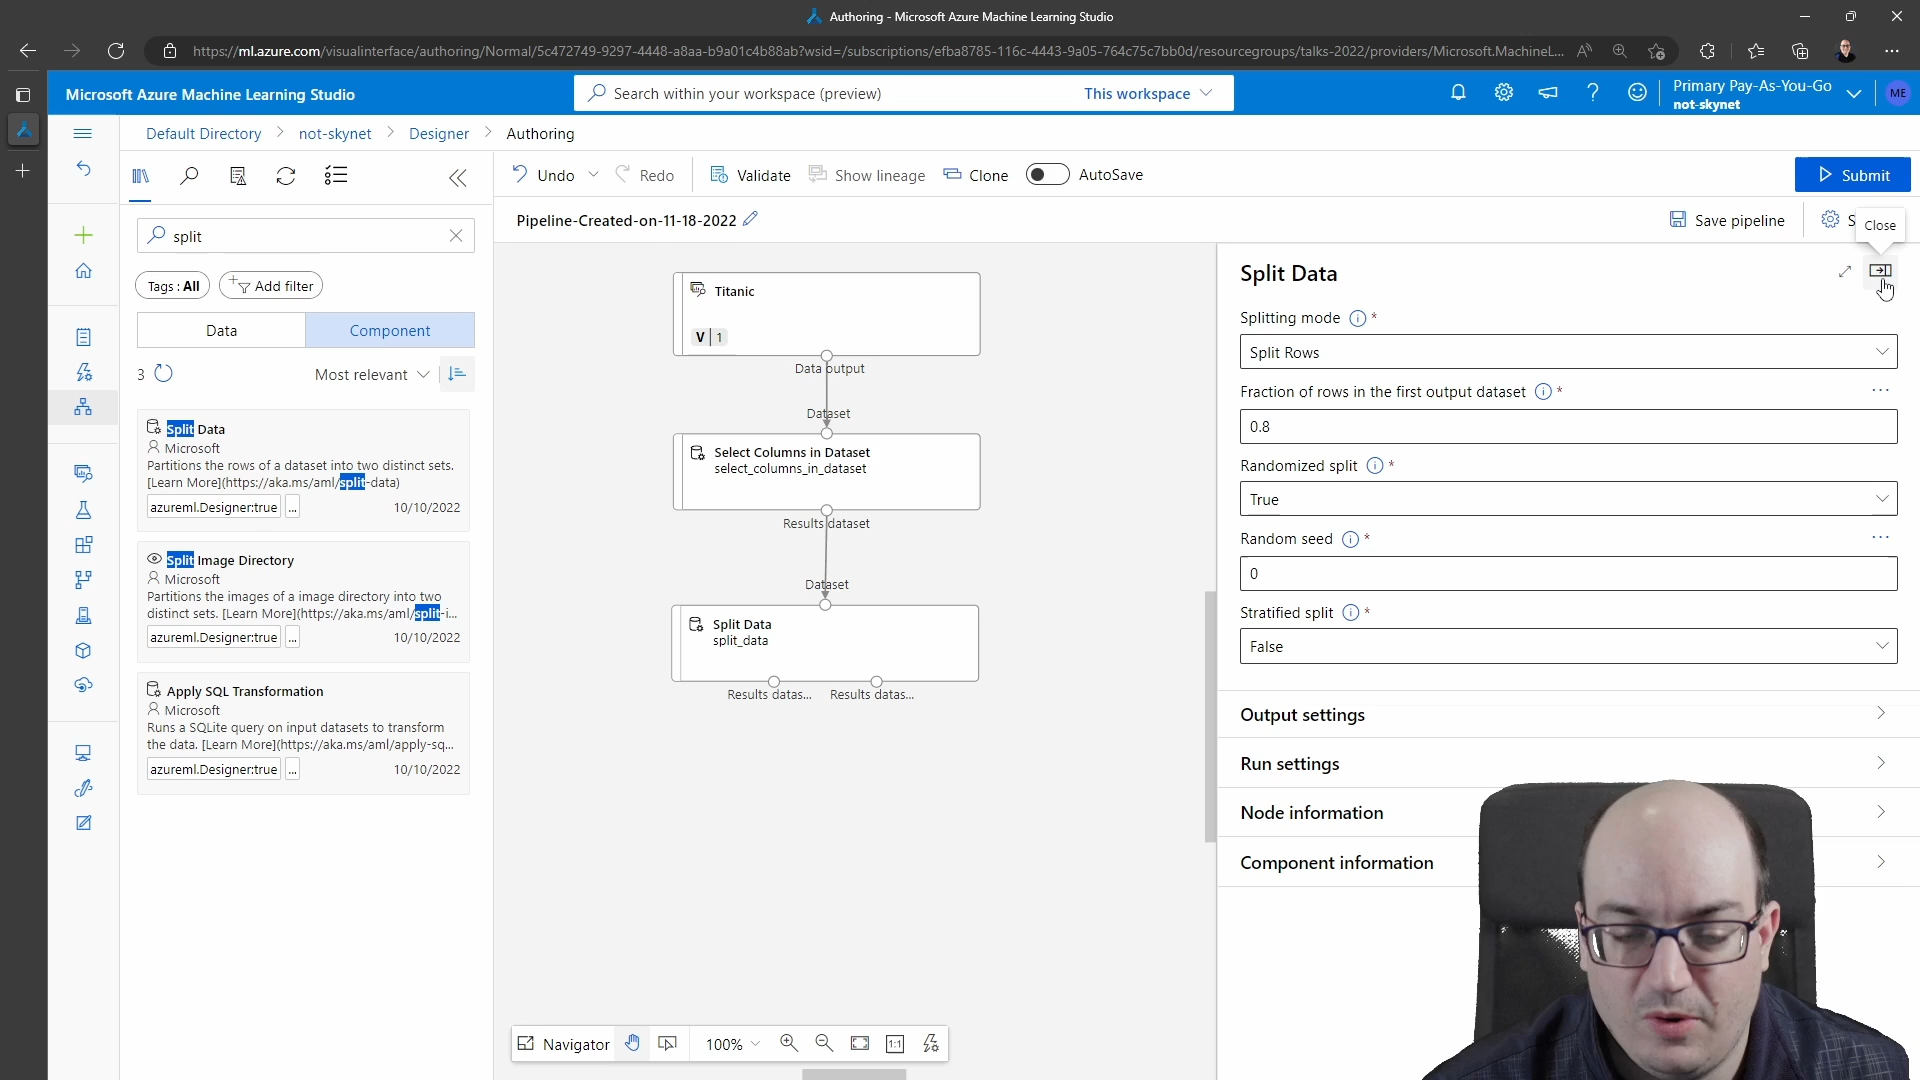 Authoring - Microsoft Azure Machine Learning Studio
https://ml.azure.com/visualinterface/authoring/Normal/5c472749-9297-4448-a8aa-b9a01c4b88ab?wsid=/subscriptions/efba8785-116c-4443-9a05-764c75c7bb0d/resourcegroups/talks-2022/providers/Microsoft.MachineL...
Microsoft Azure Machine Learning Studio
Search within your workspace (preview)
This workspace
Primary Pay-As-You-Go
not-skynet
ME
Default Directory > not-skynet > Designer > Authoring
Undo
Redo
Validate
Show lineage
Clone
AutoSave
Submit
split
Pipeline-Created-on-11-18-2022
Save pipeline
S
Close
Tags : All
Add filter
Data
Component
3
Most relevant
Split Data
Microsoft
Partitions the rows of a dataset into two distinct sets.
[Learn More](https://aka.ms/aml/split-data)
azureml.Designer:true
...
10/10/2022
Split Image Directory
Microsoft
Partitions the images of a image directory into two
distinct sets. [Learn More](https://aka.ms/aml/split-i...
azureml.Designer:true
...
10/10/2022
Apply SQL Transformation
Microsoft
Runs a SQLite query on input datasets to transform
the data. [Learn More](https://aka.ms/aml/apply-sq...
azureml.Designer:true
...
10/10/2022
Titanic
V | 1
Data output
Dataset
Select Columns in Dataset
select_columns_in_dataset
Results dataset
Dataset
Split Data
split_data
Results datas...
Results datas...
Navigator
100%
1:1
Split Data
Splitting mode *
Split Rows
Fraction of rows in the first output dataset *
...
0.8
Randomized split *
True
Random seed *
...
0
Stratified split *
False
Output settings
Run settings
Node information
Component information